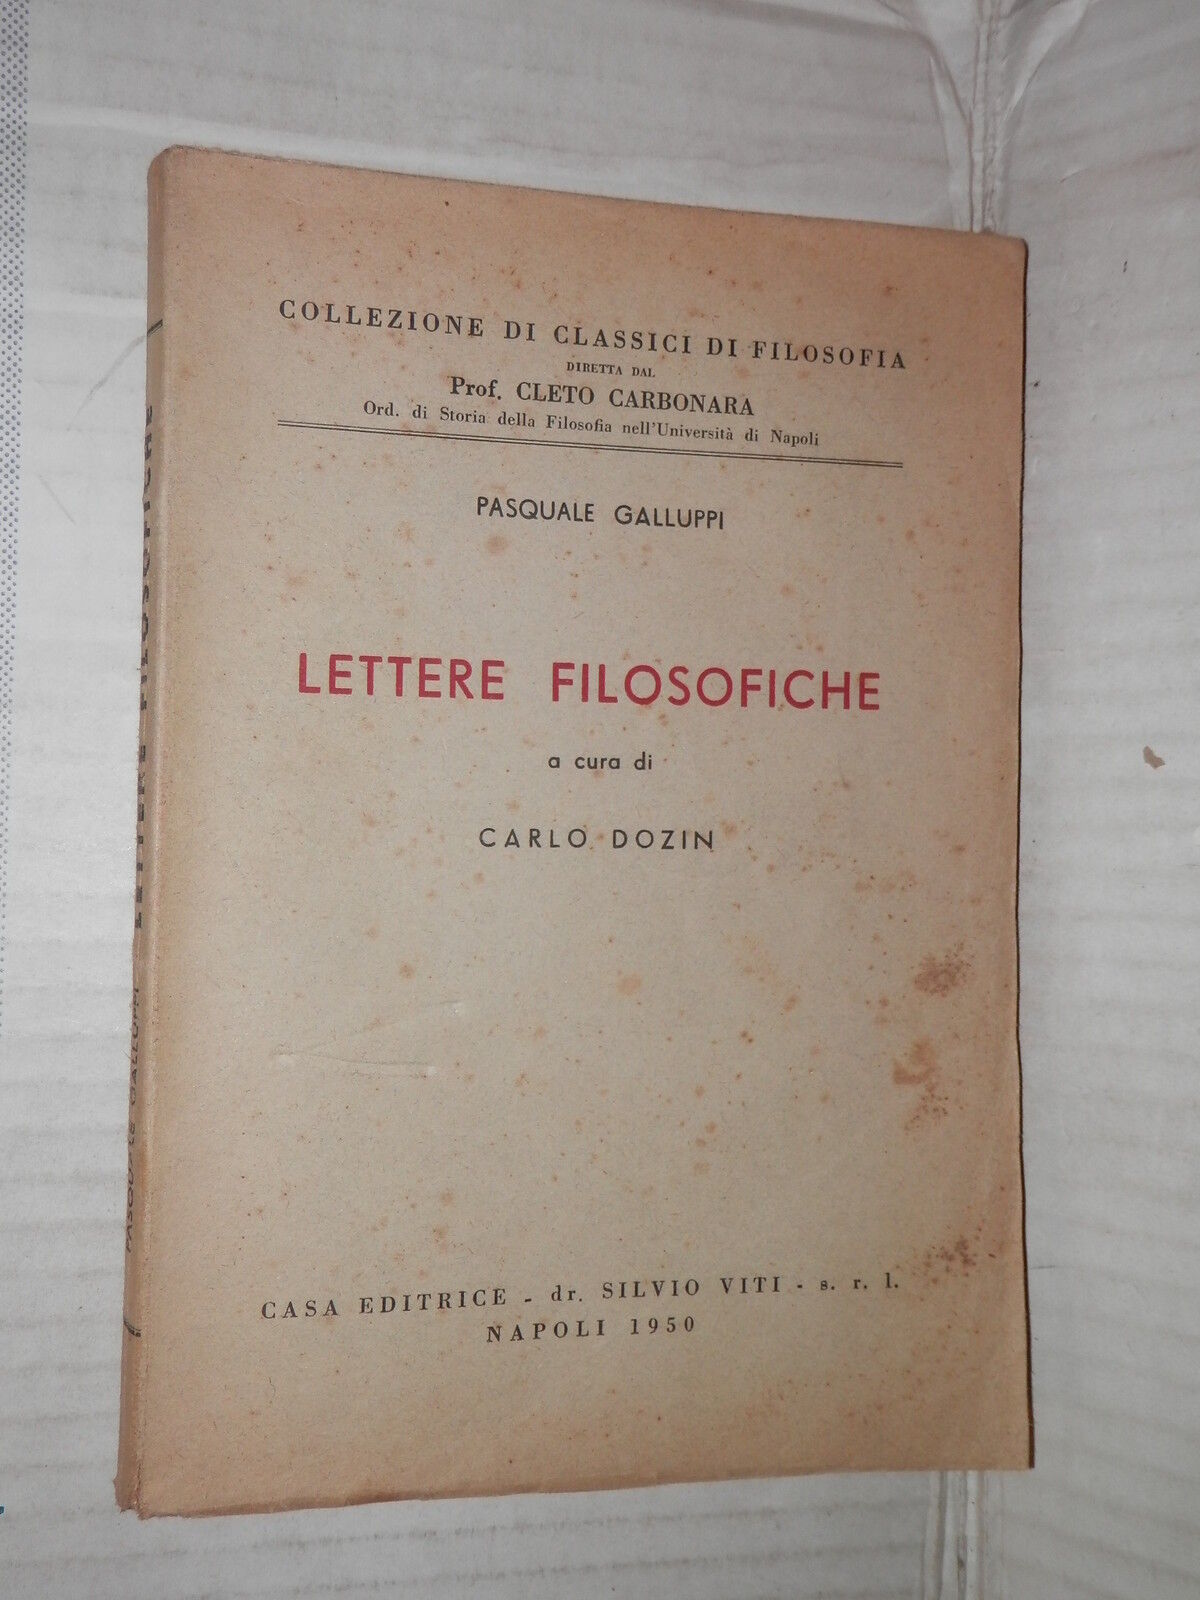 COLLEZIONE DI CLASSICI DI FILOSOFIA
DIRETTA DAL
Prof. CLETO CARBONARA
Ord. di Storia della Filosofia nell'Università di Napoli
PASQUALE GALLUPPI
LETTERE FILOSOFICHE
a cura di
CARLO DOZIN
CASA EDITRICE - dr. SILVIO VITI - s. r. l.
NAPOLI 1950
PASQUALE GALLUPPI LETTERE FILOSOFICHE